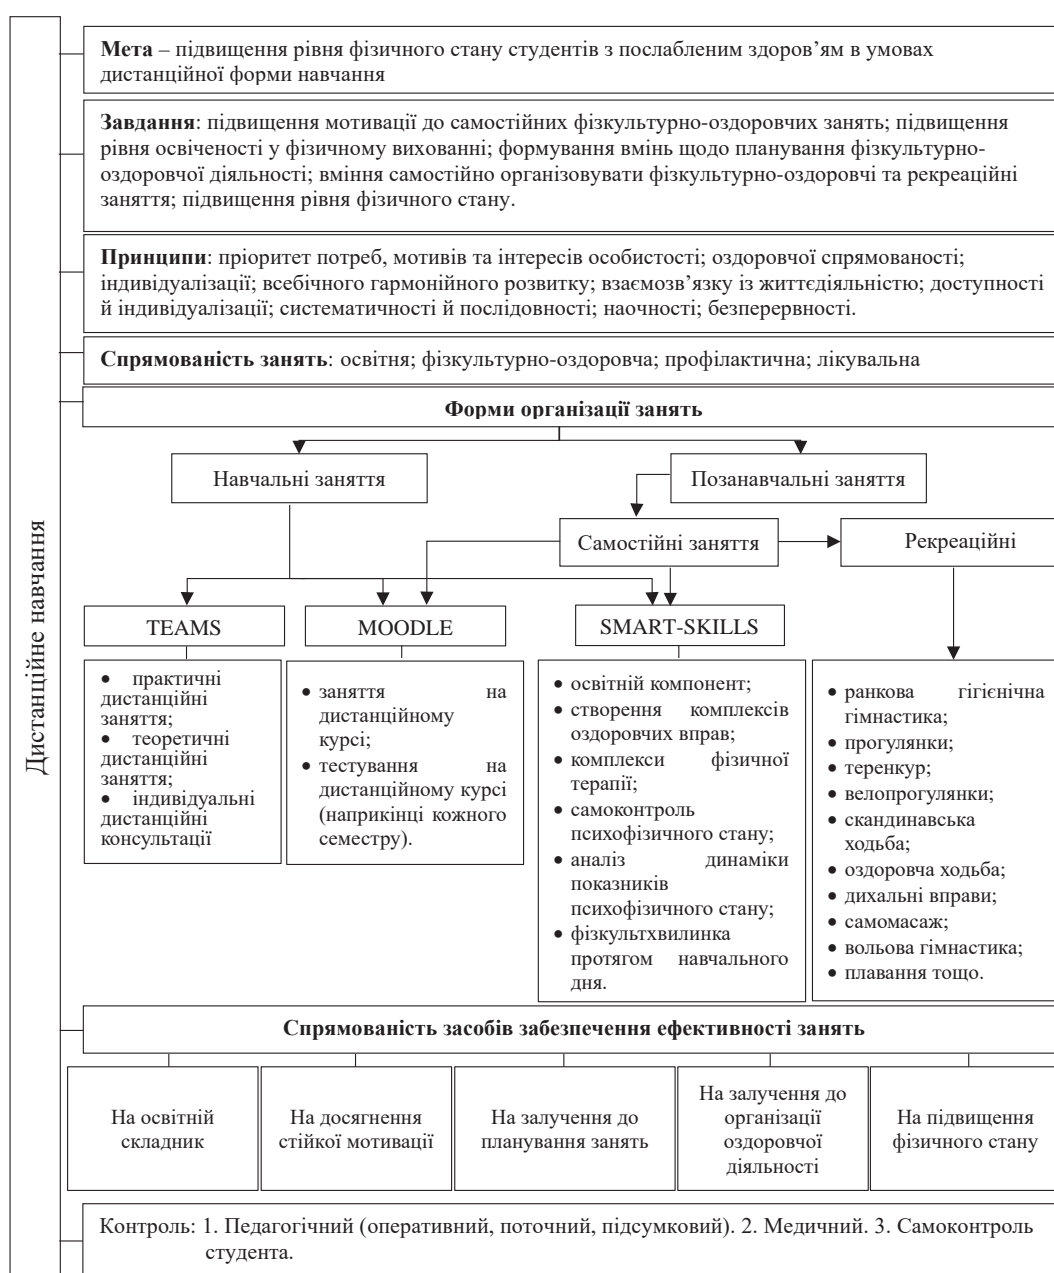 Дистанційне навчання
Мета – підвищення рівня фізичного стану студентів з послабленим здоров'ям в умовах
дистанційної форми навчання
Завдання: підвищення мотивації до самостійних фізкультурно-оздоровчих занять; підвищення
рівня освіченості у фізичному вихованні; формування вмінь щодо планування фізкультурно-
оздоровчої діяльності; вміння самостійно організовувати фізкультурно-оздоровчі та рекреаційні
заняття; підвищення рівня фізичного стану.
Принципи: пріоритет потреб, мотивів та інтересів особистості; оздоровчої спрямованості;
індивідуалізації; всебічного гармонійного розвитку; взаємозв'язку із життєдіяльністю; доступності
й індивідуалізації; систематичності й послідовності; наочності; безперервності.
Спрямованість занять: освітня; фізкультурно-оздоровча; профілактична; лікувальна
Форми організації занять
Навчальні заняття
Позанавчальні заняття
Самостійні заняття
Рекреаційні
TEAMS
MOODLE
SMART-SKILLS
• практичні
дистанційні
заняття;
• теоретичні
дистанційні
заняття;
• індивідуальні
дистанційні
консультації
• заняття на
дистанційному
курсі;
• тестування на
дистанційному курсі
(наприкінці кожного
семестру).
• освітній компонент;
• створення комплексів
оздоровчих вправ;
• комплекси фізичної
терапії;
• самоконтроль
психофізичного стану;
• аналіз динаміки
показників
психофізичного стану;
• фізкультхвилинка
протягом навчального
дня.
• ранкова гігієнічна
гімнастика;
• прогулянки;
• теренкур;
• велопрогулянки;
• скандинавська
ходьба;
• оздоровча ходьба;
• дихальні вправи;
• самомасаж;
• вольова гімнастика;
• плавання тощо.
Спрямованість засобів забезпечення ефективності занять
На освітній
складник
На досягнення
стійкої мотивації
На залучення до
планування занять
На залучення до
організації
оздоровчої
діяльності
На підвищення
фізичного стану
Контроль: 1. Педагогічний (оперативний, поточний, підсумковий). 2. Медичний. 3. Самоконтроль
студента.